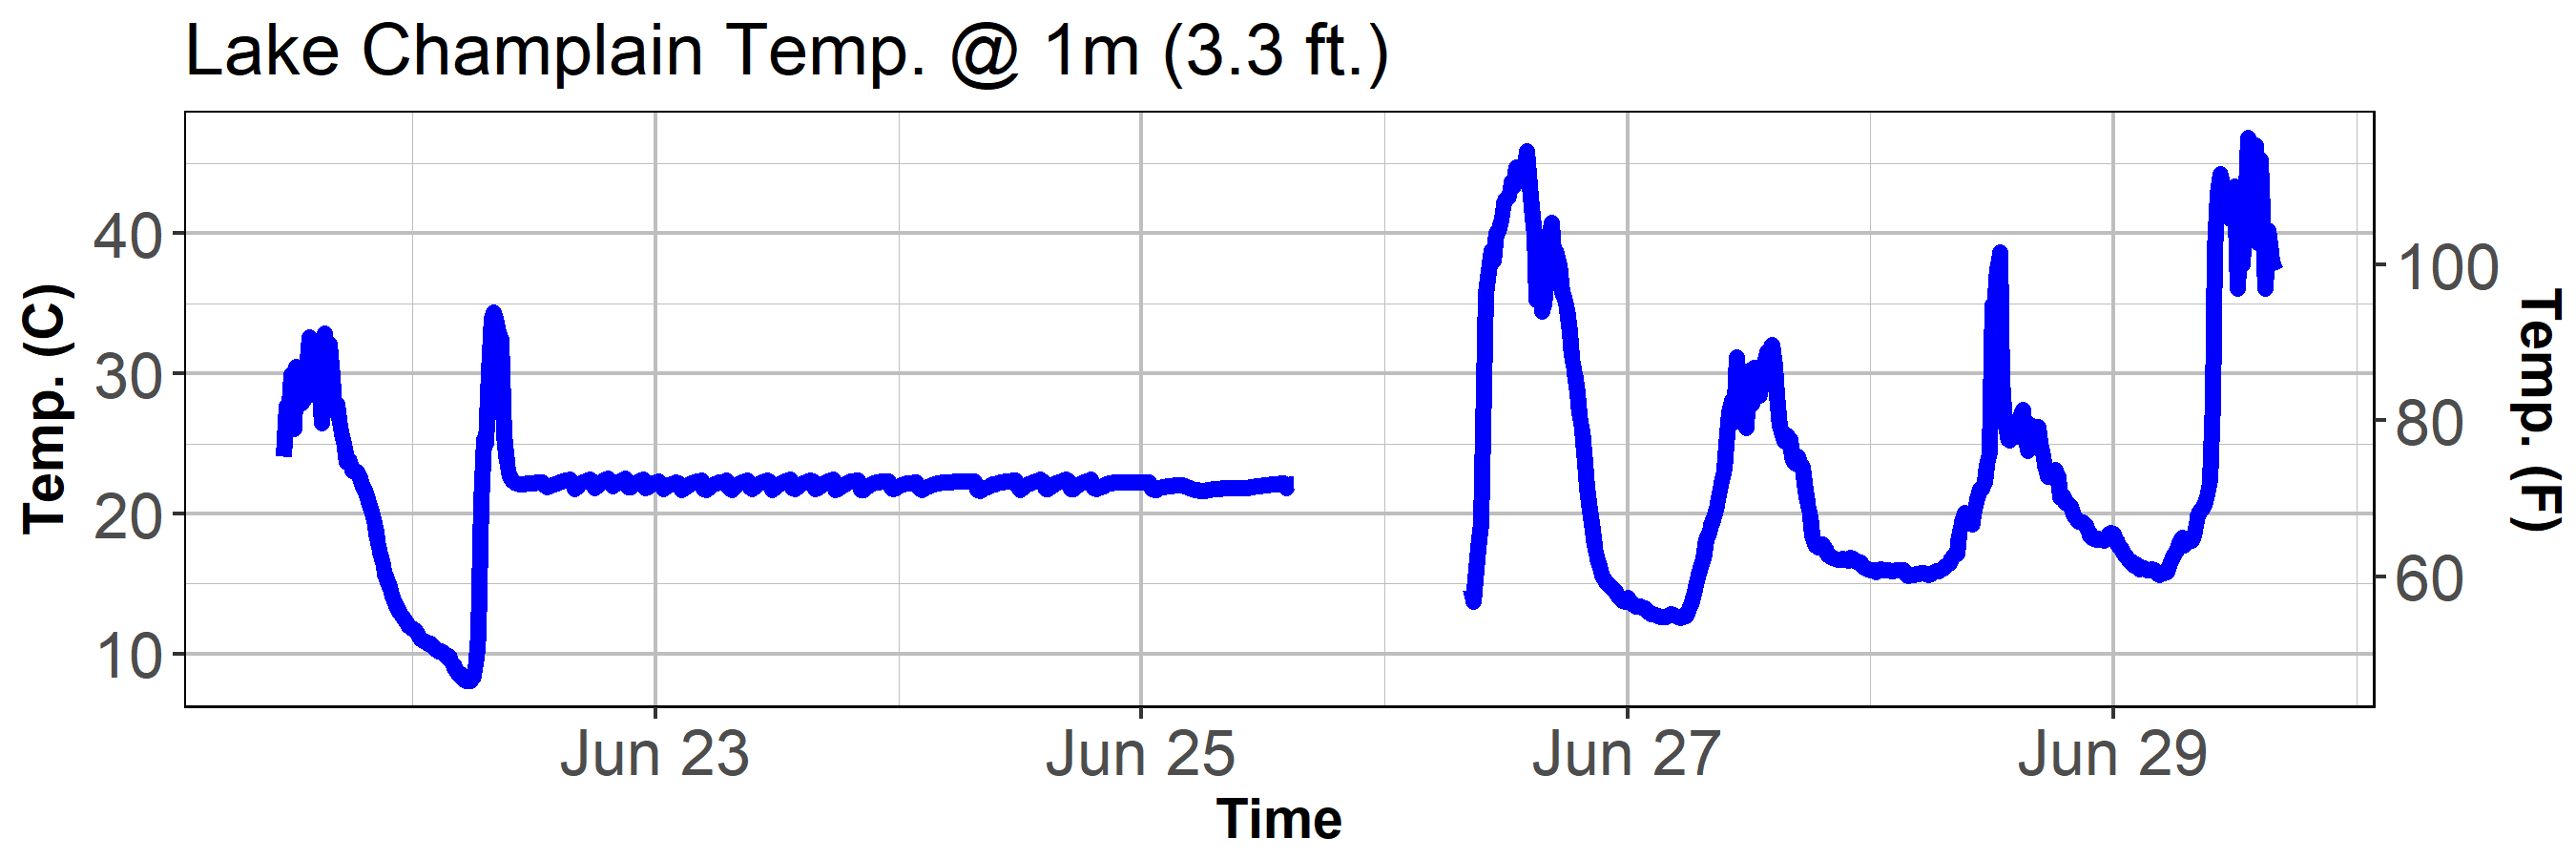 Lake Champlain Temp. @ 1m (3.3 ft.)
Temp. (C)
40
30
20
10
100
80
60
Temp. (F)
Jun 23
Jun 25
Jun 27
Jun 29
Time